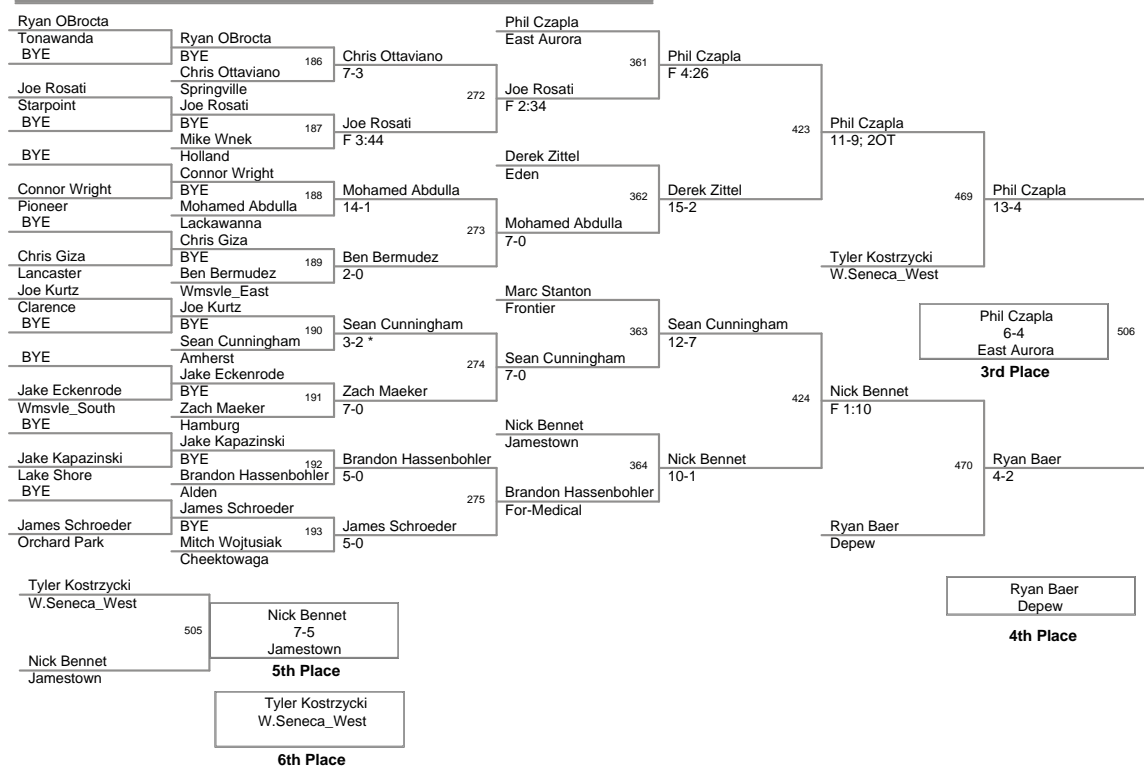 Ryan OBrocta
Tonawanda
BYE
Joe Rosati
Starpoint
BYE
BYE
Connor Wright
Pioneer
BYE
Chris Giza
Lancaster
Joe Kurtz
Clarence
BYE
BYE
Jake Eckenrode
Wmsvle_South
BYE
Jake Kapazinski
Lake Shore
BYE
James Schroeder
Orchard Park
Ryan OBrocta
BYE
186
Chris Ottaviano
Springville
Joe Rosati
BYE
187
Mike Wnek
Holland
Connor Wright
BYE
188
Mohamed Abdulla
Lackawanna
Chris Giza
BYE
189
Ben Bermudez
Wmsvle_East
Joe Kurtz
BYE
190
Sean Cunningham
Amherst
Jake Eckenrode
BYE
191
Zach Maeker
Hamburg
Jake Kapazinski
BYE
192
Brandon Hassenbohler
Alden
James Schroeder
BYE
193
Mitch Wojtusiak
Cheektowaga
Chris Ottaviano
7-3
272
Joe Rosati
F 3:44
Mohamed Abdulla
14-1
273
Ben Bermudez
2-0
Sean Cunningham
3-2 *
274
Zach Maeker
7-0
Brandon Hassenbohler
5-0
275
James Schroeder
5-0
Phil Czapla
East Aurora
361
Joe Rosati
F 2:34
Derek Zittel
Eden
362
Mohamed Abdulla
7-0
Marc Stanton
Frontier
363
Sean Cunningham
7-0
Nick Bennet
Jamestown
364
Brandon Hassenbohler
For-Medical
Phil Czapla
F 4:26
423
Derek Zittel
15-2
Sean Cunningham
12-7
424
Nick Bennet
10-1
Phil Czapla
11-9; 2OT
469
Tyler Kostrzycki
W.Seneca_West
Nick Bennet
F 1:10
470
Ryan Baer
Depew
Phil Czapla
13-4
Ryan Baer
4-2
Phil Czapla
6-4
East Aurora
506
3rd Place
Ryan Baer
Depew
4th Place
Tyler Kostrzycki
W.Seneca_West
505
Nick Bennet
Jamestown
Nick Bennet
7-5
Jamestown
5th Place
Tyler Kostrzycki
W.Seneca_West
6th Place